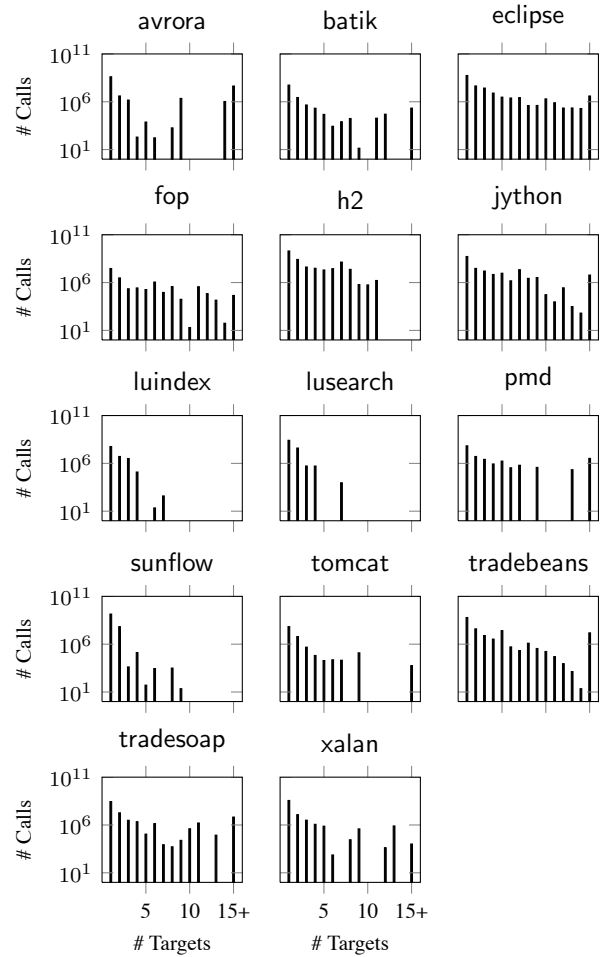 avrora batik eclipse
# Calls 10^11 10^6 10^1
fop h2 jython
# Calls 10^11 10^6 10^1
luindex lusearch pmd
# Calls 10^11 10^6 10^1
sunflow tomcat tradebeans
# Calls 10^11 10^6 10^1
tradesoap xalan
# Calls 10^11 10^6 10^1
5 10 15+ 5 10 15+
# Targets # Targets